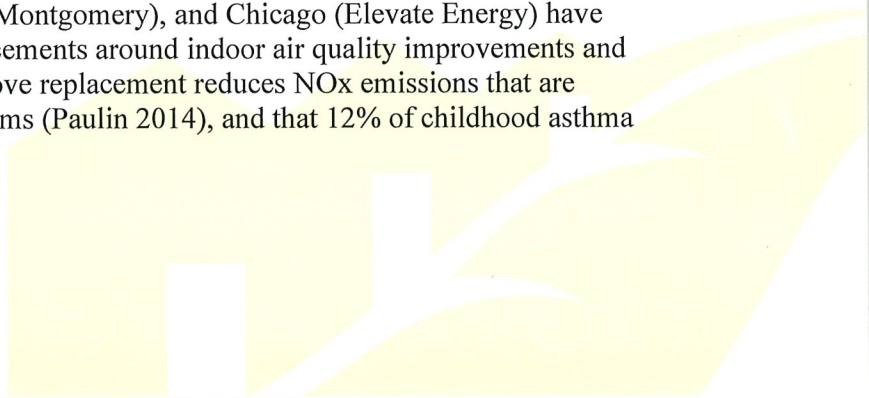 Montgomery), and Chicago (Elevate Energy) have
ements around indoor air quality improvements and
ve replacement reduces NOx emissions that are
ms (Paulin 2014), and that 12% of childhood asthma